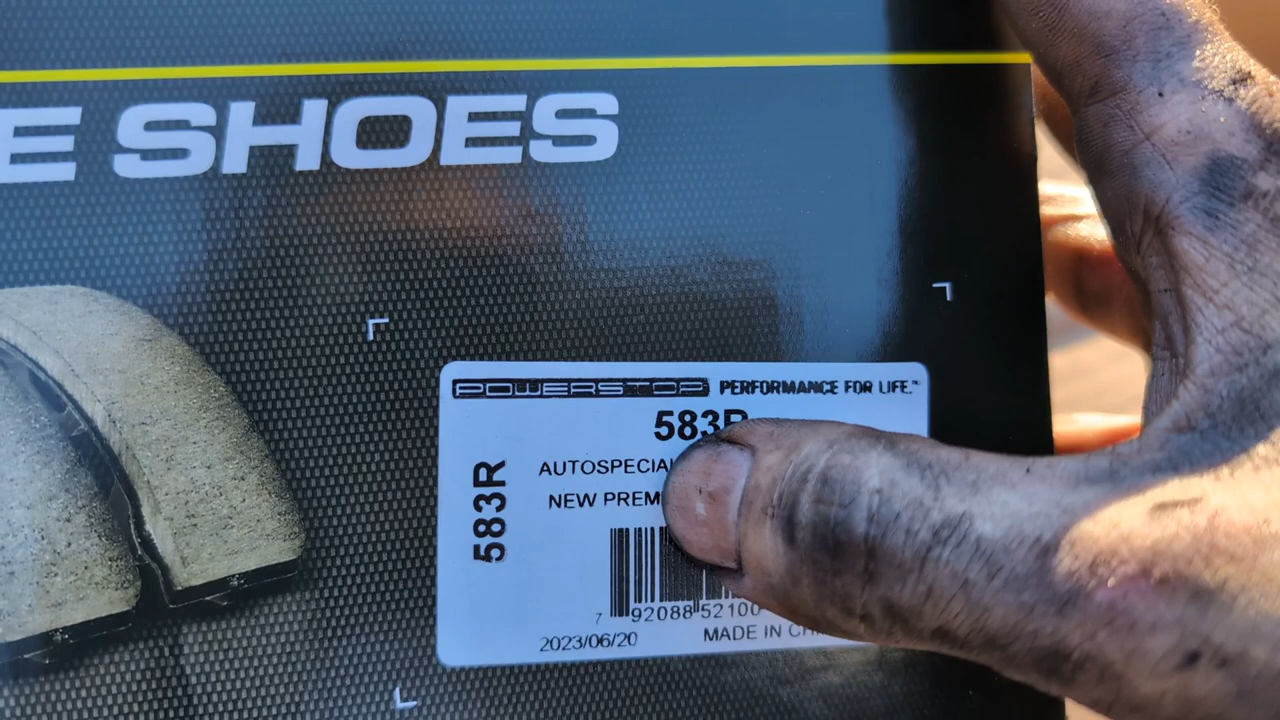 E SHOES
POWERSTOP PERFORMANCE FOR LIFE.™
583R
AUTOSPECIAL
NEW PREM
583R
7 92088 52100
2023/06/20 MADE IN CH